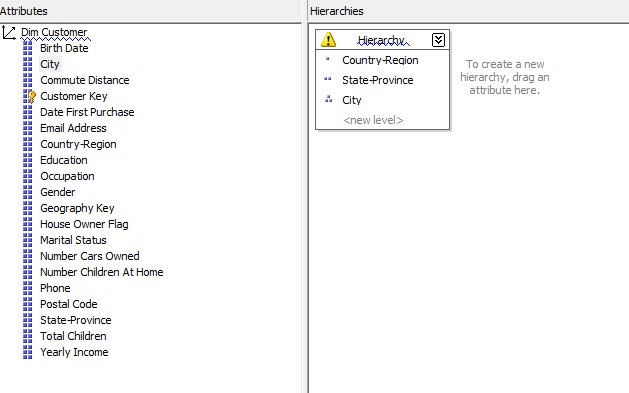 Attributes
Dim Customer
Birth Date
City
Commute Distance
Customer Key
Date First Purchase
Email Address
Country-Region
Education
Occupation
Gender
Geography Key
House Owner Flag
Marital Status
Number Cars Owned
Number Children At Home
Phone
Postal Code
State-Province
Total Children
Yearly Income
Hierarchies
Hierarchy
Country-Region
State-Province
City
<new level>
To create a new
hierarchy, drag an
attribute here.